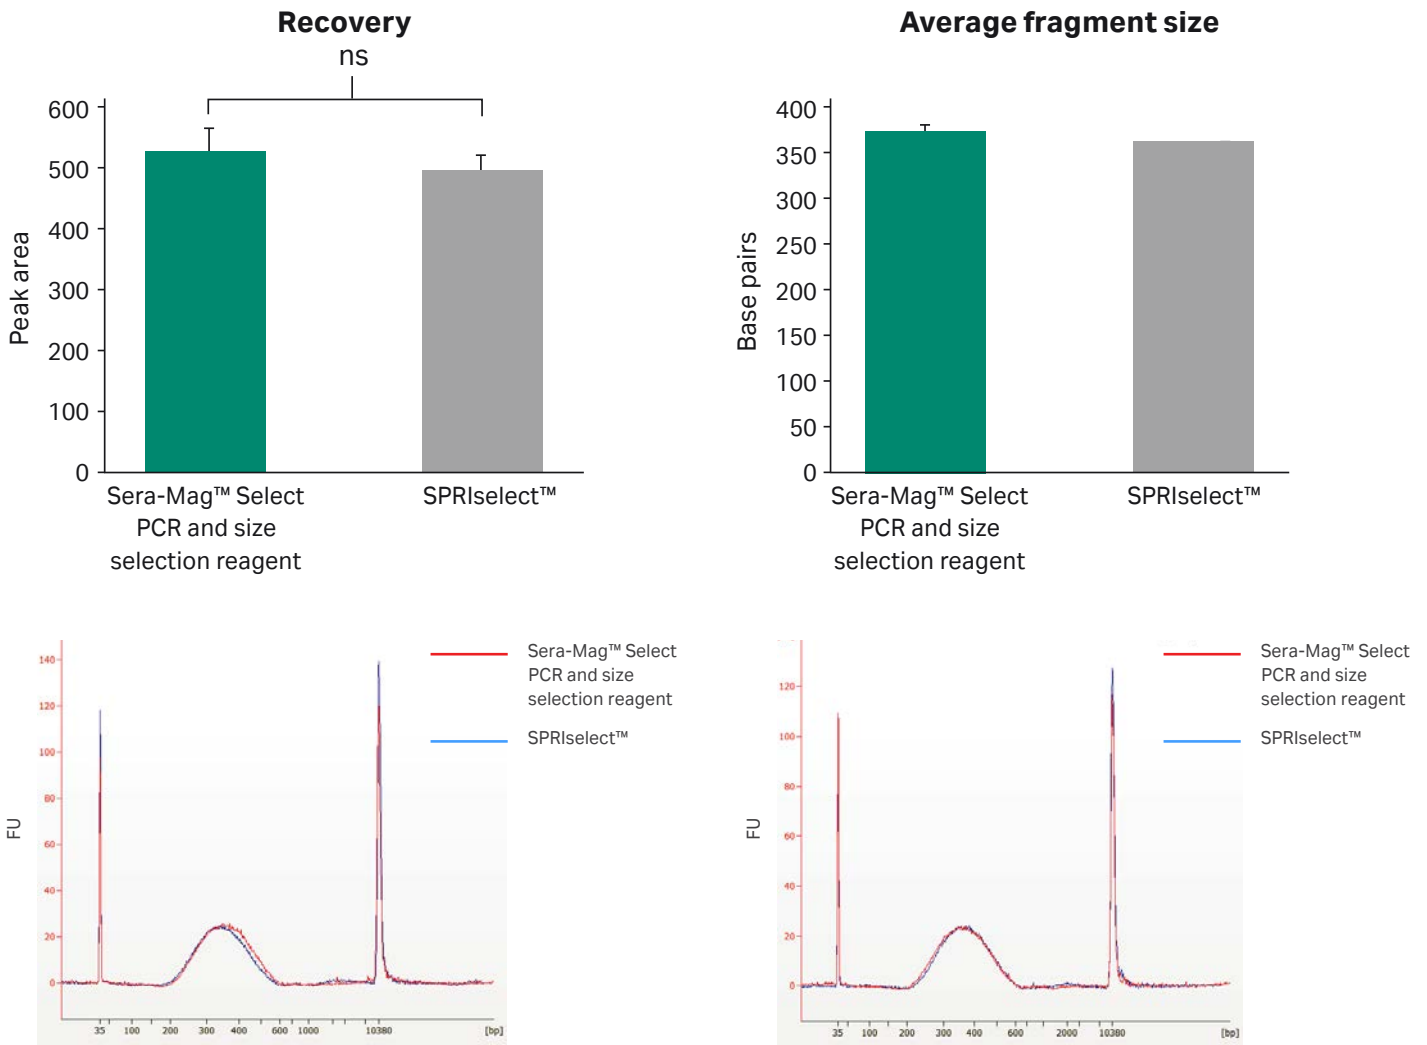 Recovery
ns
Peak area
600
500
400
300
200
100
0
Sera-Mag™ Select
PCR and size
selection reagent
SPRIselect™
Average fragment size
Base pairs
400
350
300
250
200
150
100
50
0
Sera-Mag™ Select
PCR and size
selection reagent
SPRIselect™
FU
140
120
100
80
60
40
20
0
35 100 200 300 400 600 1000 10380 [bp]
Sera-Mag™ Select
PCR and size
selection reagent
SPRIselect™
FU
120
100
80
60
40
20
0
35 100 200 300 400 600 2000 10380 [bp]
Sera-Mag™ Select
PCR and size
selection reagent
SPRIselect™